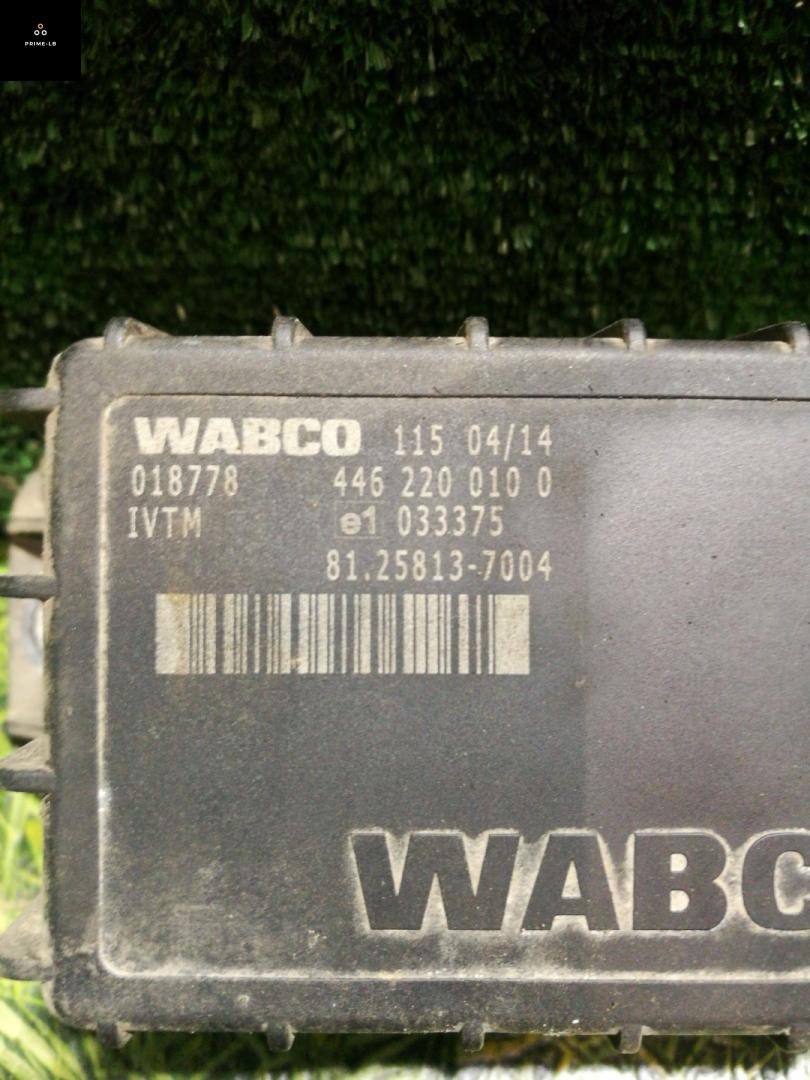 PRIME-LB
WABCO 115 04/14
018778 446 220 010 0
IVTM e1 033375
81.25813-7004
WABC